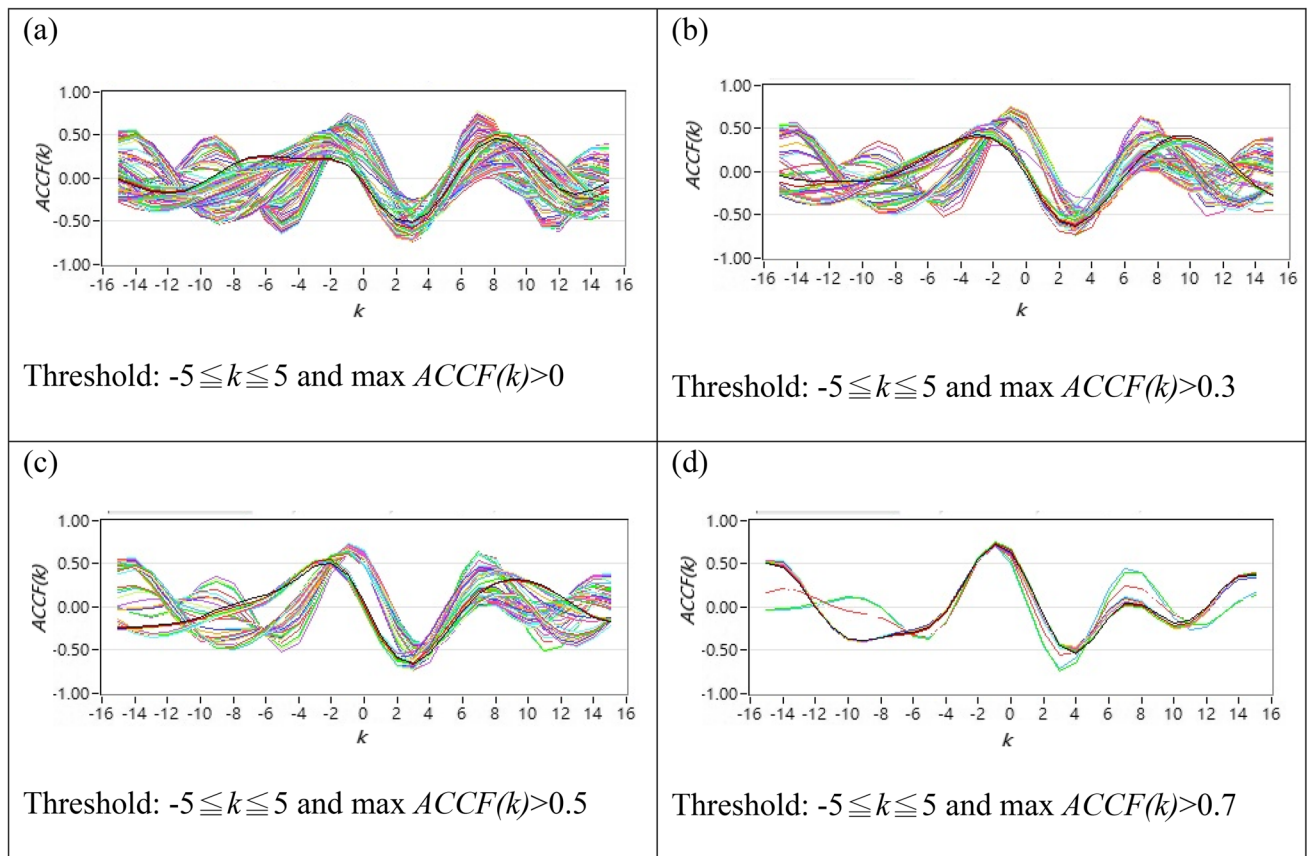 (a)
1.00
0.50
0.00
-0.50
-1.00
ACCF(k)
-16 -14 -12 -10 -8 -6 -4 -2 0 2 4 6 8 10 12 14 16
k
Threshold: -5≦k≦5 and max ACCF(k)>0
(b)
1.00
0.50
0.00
-0.50
-1.00
ACCF(k)
-16 -14 -12 -10 -8 -6 -4 -2 0 2 4 6 8 10 12 14 16
k
Threshold: -5≦k≦5 and max ACCF(k)>0.3
(c)
1.00
0.50
0.00
-0.50
-1.00
ACCF(k)
-16 -14 -12 -10 -8 -6 -4 -2 0 2 4 6 8 10 12 14 16
k
Threshold: -5≦k≦5 and max ACCF(k)>0.5
(d)
1.00
0.50
0.00
-0.50
-1.00
ACCF(k)
-16 -14 -12 -10 -8 -6 -4 -2 0 2 4 6 8 10 12 14 16
k
Threshold: -5≦k≦5 and max ACCF(k)>0.7